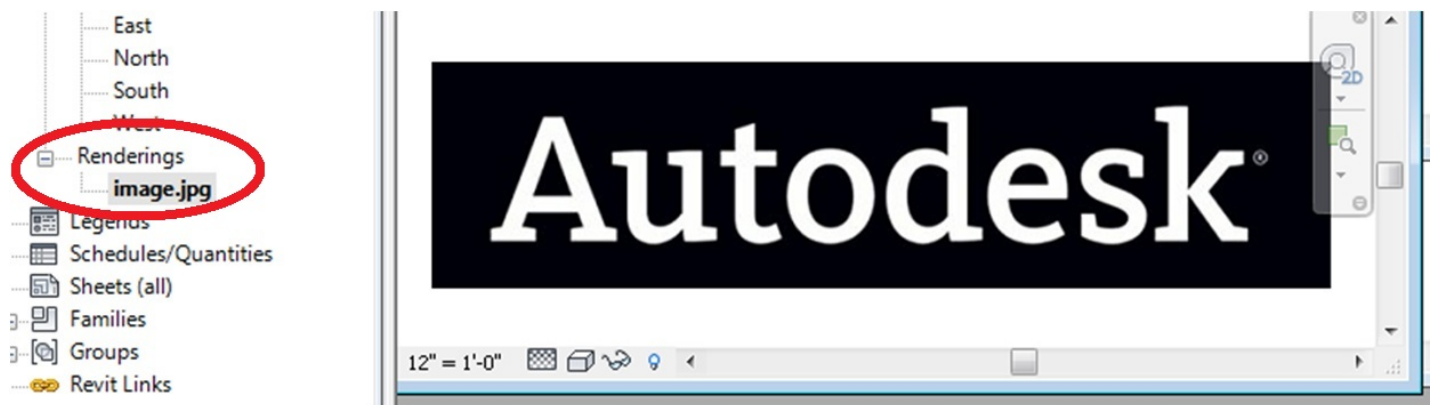 East
North
South
West
Renderings
image.jpg
Legends
Schedules/Quantities
Sheets (all)
Families
Groups
Revit Links
Autodesk®
2D
12" = 1'-0"